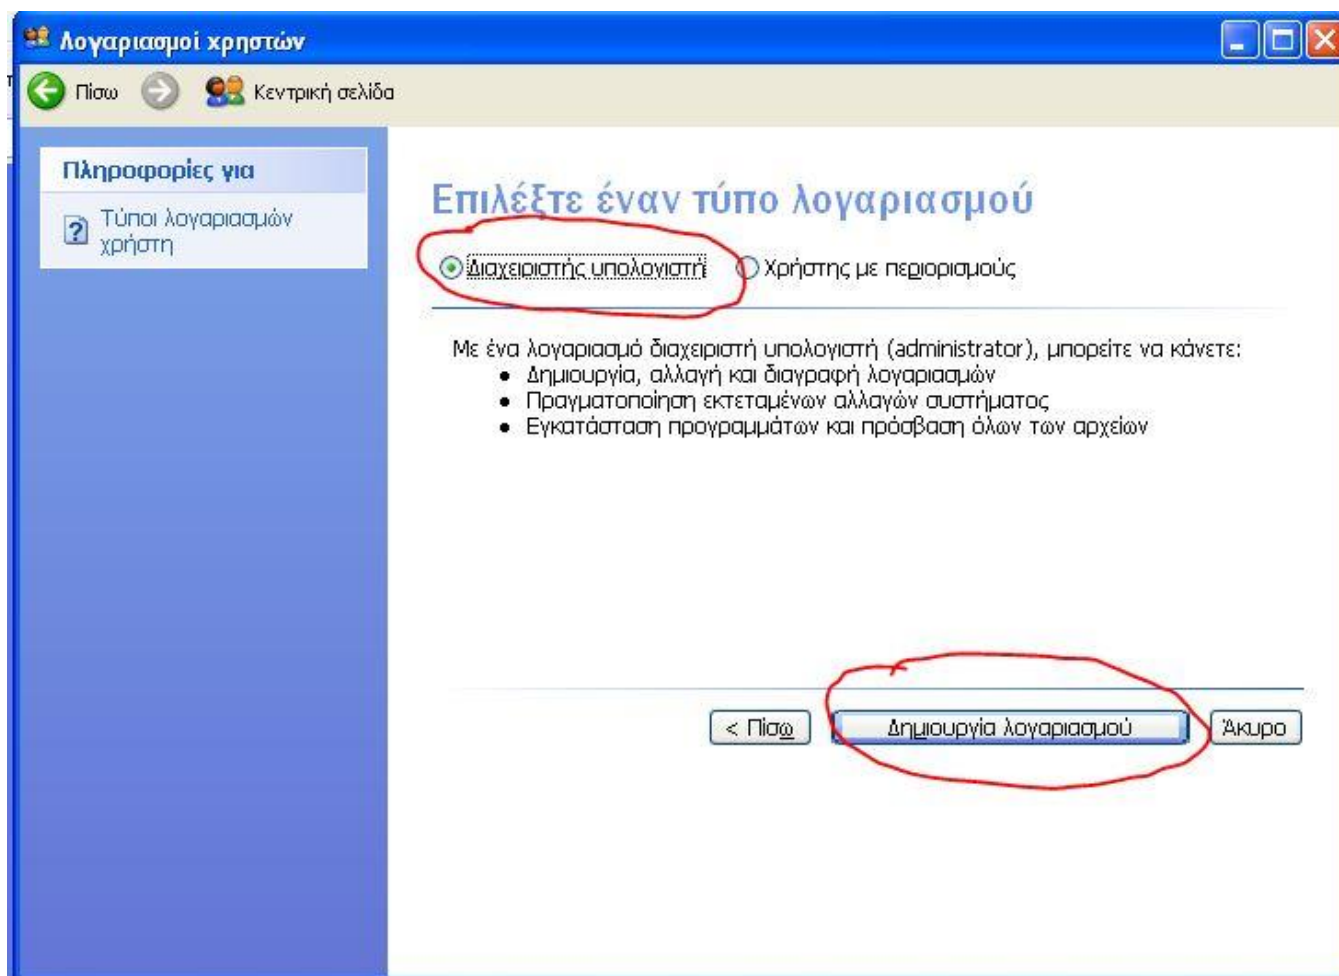 Λογαριασμοί χρηστών
Πίσω
Κεντρική σελίδα
Πληροφορίες για
Τύποι λογαριασμών
χρήστη
Επιλέξτε έναν τύπο λογαριασμού
Διαχειριστής υπολογιστή Χρήστης με περιορισμούς
Με ένα λογαριασμό διαχειριστή υπολογιστή (administrator), μπορείτε να κάνετε:
• Δημιουργία, αλλαγή και διαγραφή λογαριασμών
• Πραγματοποίηση εκτεταμένων αλλαγών συστήματος
• Εγκατάσταση προγραμμάτων και πρόσβαση όλων των αρχείων
< Πίσω Δημιουργία λογαριασμού Άκυρο